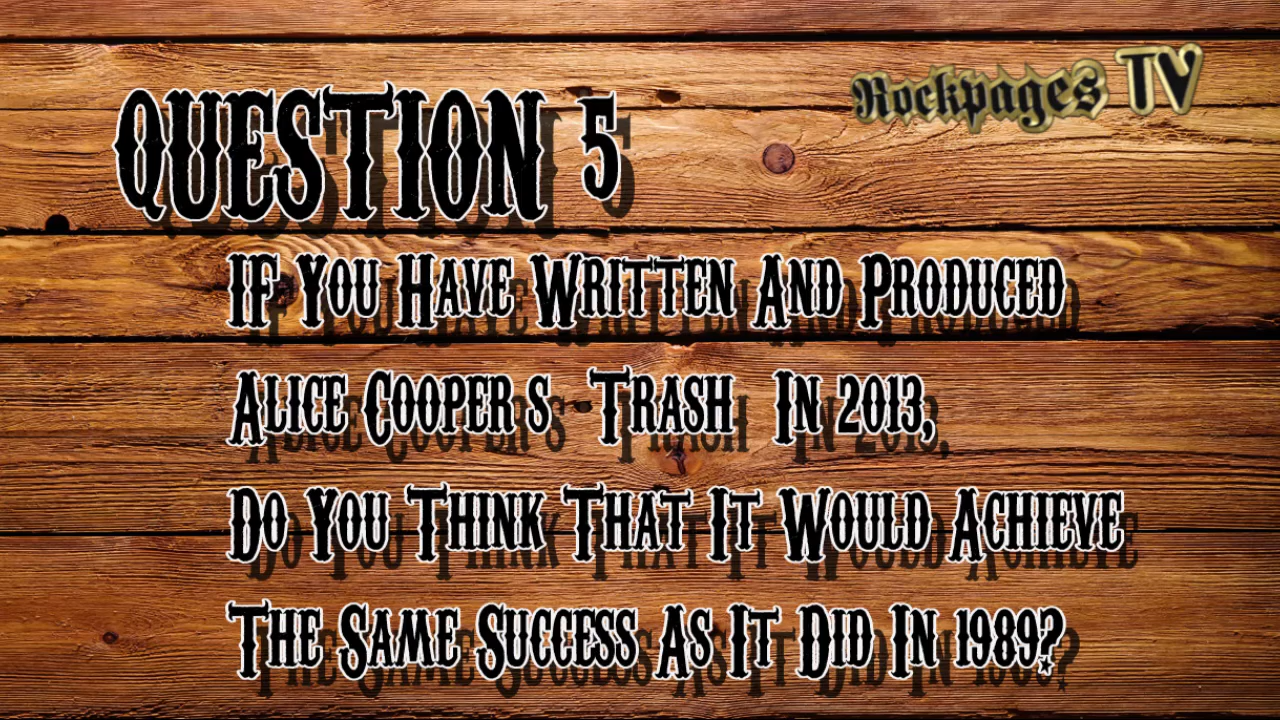 Rockpages TV
QUESTION 5
IF YOU HAVE WRITTEN AND PRODUCED
ALICE COOPER'S TRASH IN 2013,
DO YOU THINK THAT IT WOULD ACHIEVE
THE SAME SUCCESS AS IT DID IN 1989?